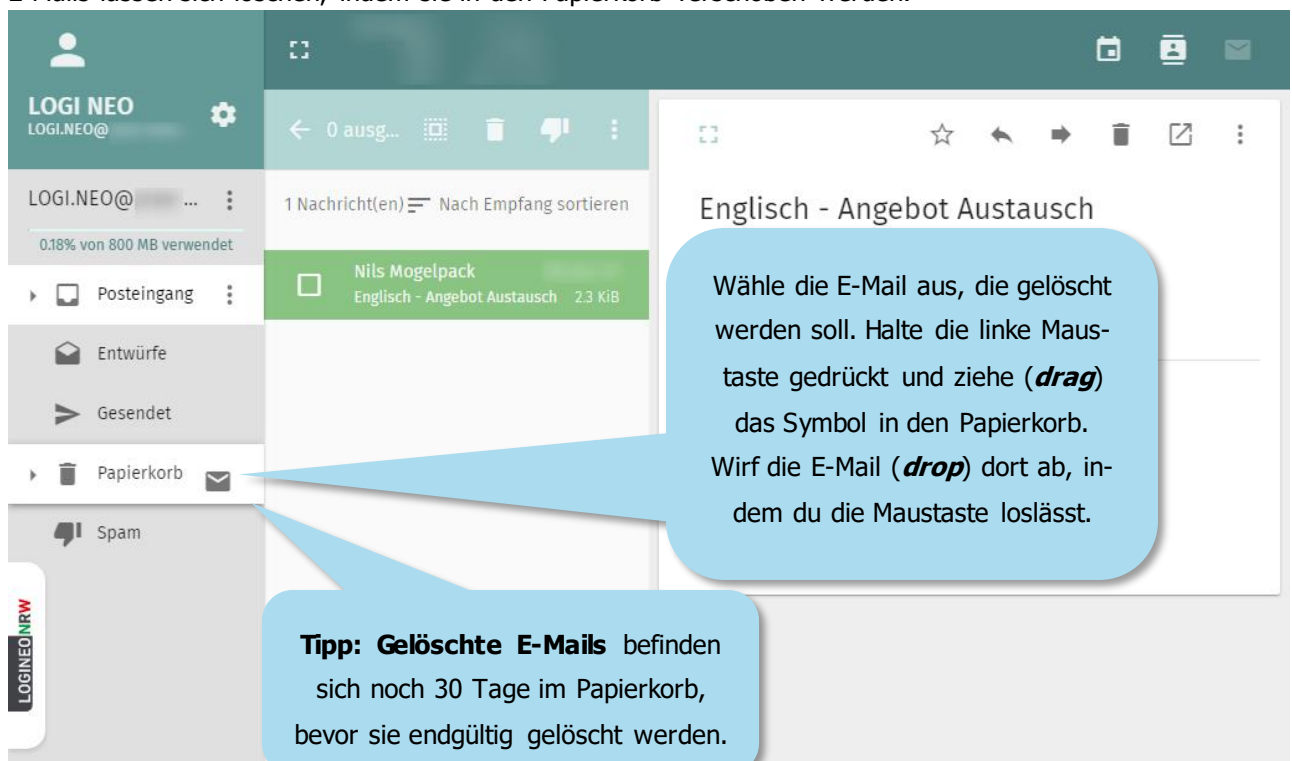 E-Mails lassen sich löschen, indem sie in den Papierkorb verschoben werden.
LOGI NEO
LOGI.NEO@
0 ausg...
LOGI.NEO@ ...
0.18% von 800 MB verwendet
1 Nachricht(en) Nach Empfang sortieren
Englisch - Angebot Austausch
Posteingang
Nils Mogelpack
Englisch - Angebot Austausch 2.3 KiB
Entwürfe
Gesendet
Papierkorb
Spam
Wähle die E-Mail aus, die gelöscht
werden soll. Halte die linke Maus-
taste gedrückt und ziehe (drag)
das Symbol in den Papierkorb.
Wirf die E-Mail (drop) dort ab, in-
dem du die Maustaste loslässt.
Tipp: Gelöschte E-Mails befinden
sich noch 30 Tage im Papierkorb,
bevor sie endgültig gelöscht werden.
LOGINEO NRW